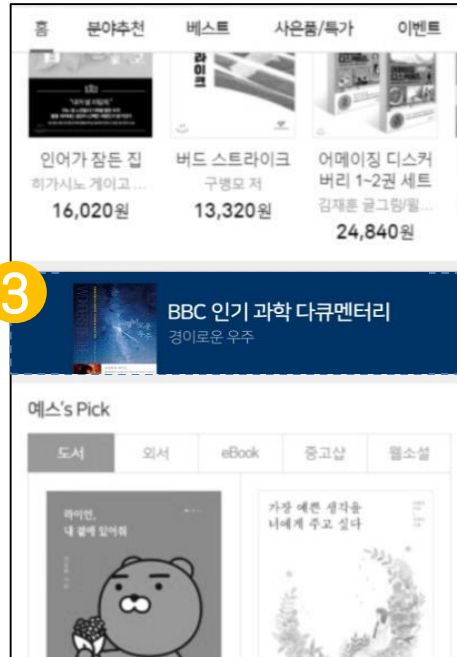 홈 분야추천 베스트 사은품/특가 이벤트
라이크
인어가 잠든 집
히가시노 게이고 ...
16,020원
버드 스트라이크
구병모 저
13,320원
어메이징 디스커
버리 1~2권 세트
김재훈 글그림/윌...
24,840원
3
BBC 인기 과학 다큐멘터리
경이로운 우주
예스's Pick
도서 외서 eBook 중고샵 웹소설
라이언,
내 곁에 있어줘
가장 예쁜 생각을
너에게 주고 싶다